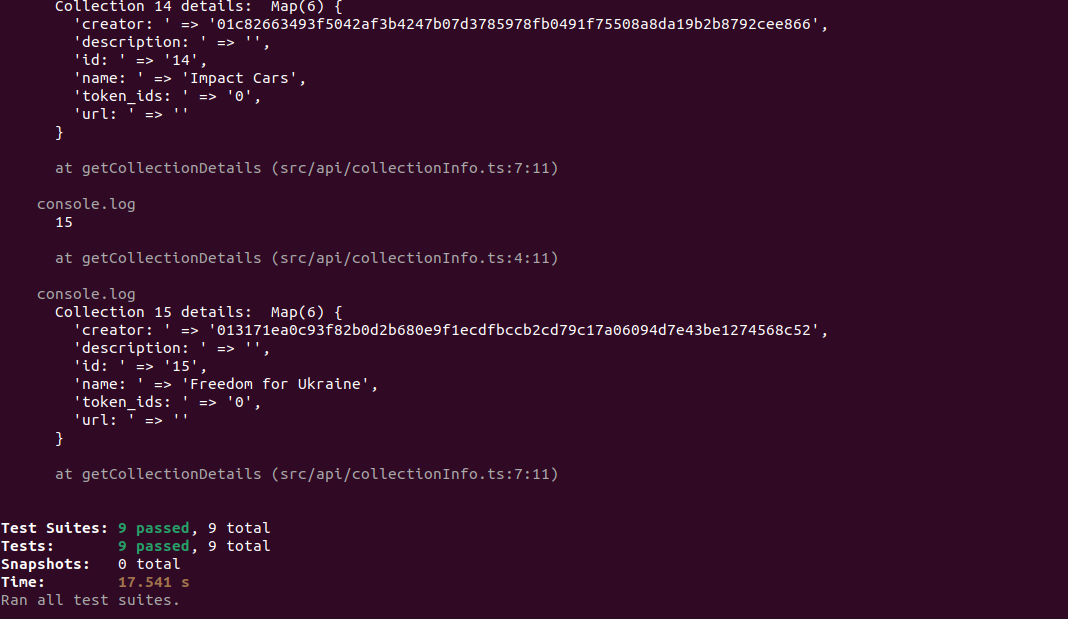 Collection 14 details:  Map(6) {
'creator: ' => '01c82663493f5042af3b4247b07d3785978fb0491f75508a8da19b2b8792cee866',
'description: ' => '',
'id: ' => '14',
'name: ' => 'Impact Cars',
'token_ids: ' => '0',
'url: ' => ''
}
at getCollectionDetails (src/api/collectionInfo.ts:7:11)
console.log
15
at getCollectionDetails (src/api/collectionInfo.ts:4:11)
console.log
Collection 15 details:  Map(6) {
'creator: ' => '013171ea0c93f82b0d2b680e9f1ecdfbccb2cd79c17a06094d7e43be1274568c52',
'description: ' => '',
'id: ' => '15',
'name: ' => 'Freedom for Ukraine',
'token_ids: ' => '0',
'url: ' => ''
}
at getCollectionDetails (src/api/collectionInfo.ts:7:11)
Test Suites: 9 passed, 9 total
Tests:       9 passed, 9 total
Snapshots:   0 total
Time:        17.541 s
Ran all test suites.